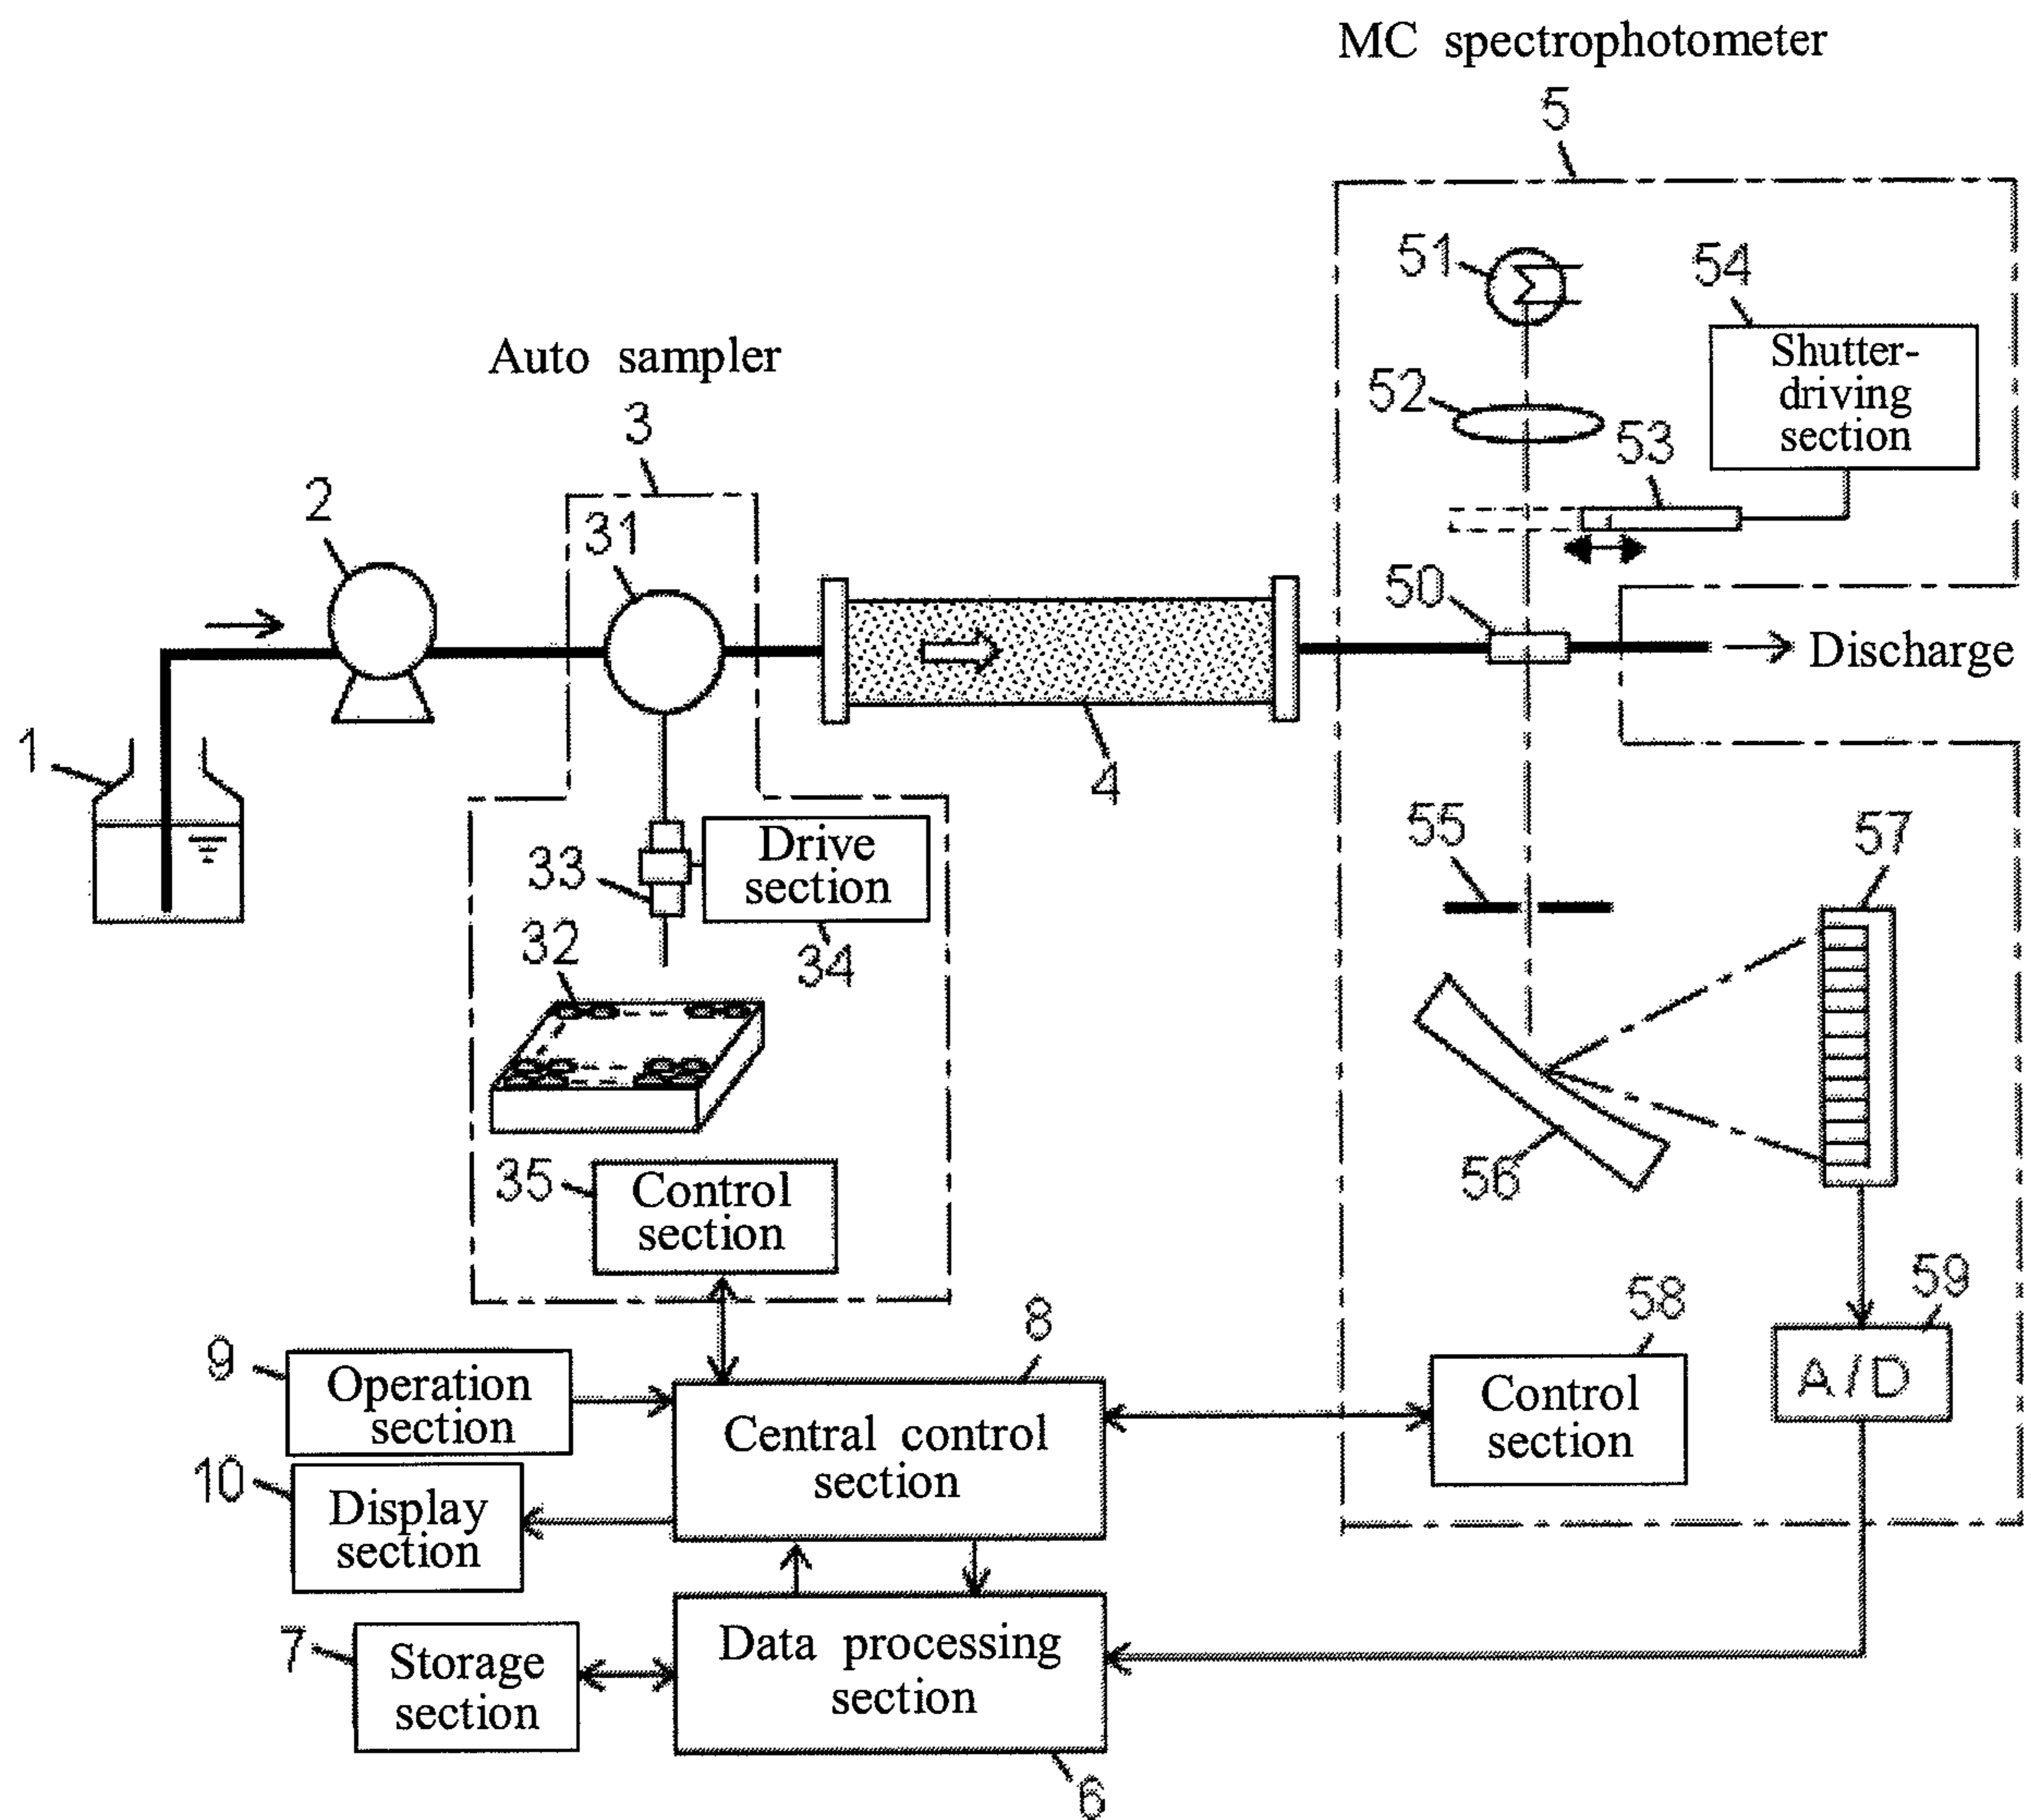 MC spectrophotometer
5
51
54
Shutter-
driving
section
52
53
Auto sampler
3
2
31
50
Discharge
1
4
55
57
33
Drive
section
34
32
56
35
Control
section
59
58
A/D
8
9
Operation
section
Central control
section
Control
section
10
Display
section
7
Storage
section
Data processing
section
6